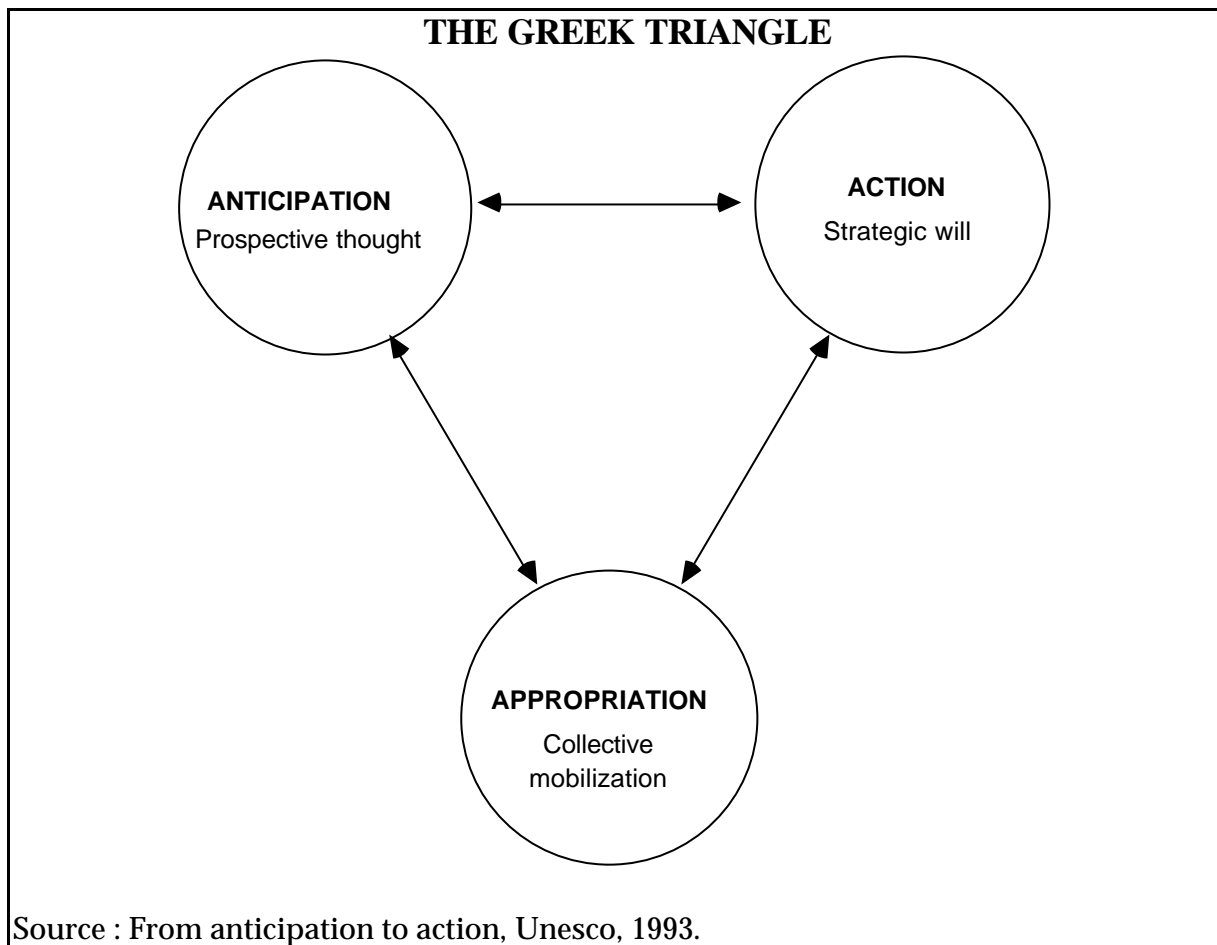 THE GREEK TRIANGLE
ANTICIPATION
Prospective thought
ACTION
Strategic will
APPROPRIATION
Collective
mobilization
Source : From anticipation to action, Unesco, 1993.